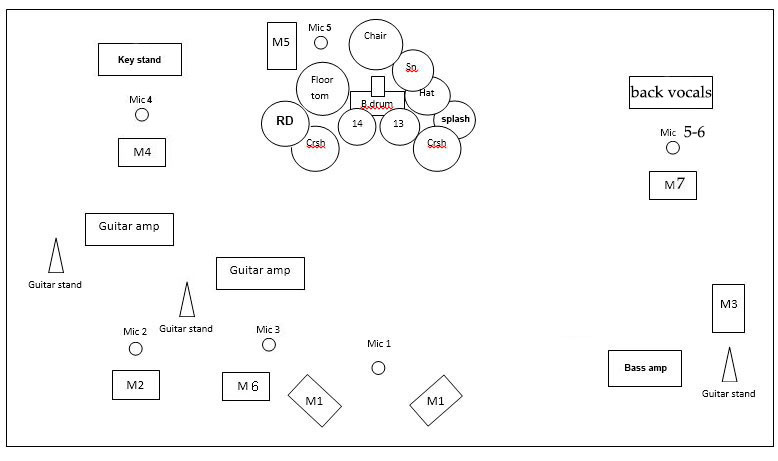 Mic 5
Chair
M5
Key stand
Sn
Floor
tom
Hat
back vocals
Mic 4
B.drum
RD
14
13
splash
Mic 5-6
Crsh
Crsh
M4
M7
Guitar amp
Guitar amp
Guitar stand
M3
Guitar stand
Mic 2
Mic 3
Mic 1
Bass amp
M2
M 6
M1
M1
Guitar stand